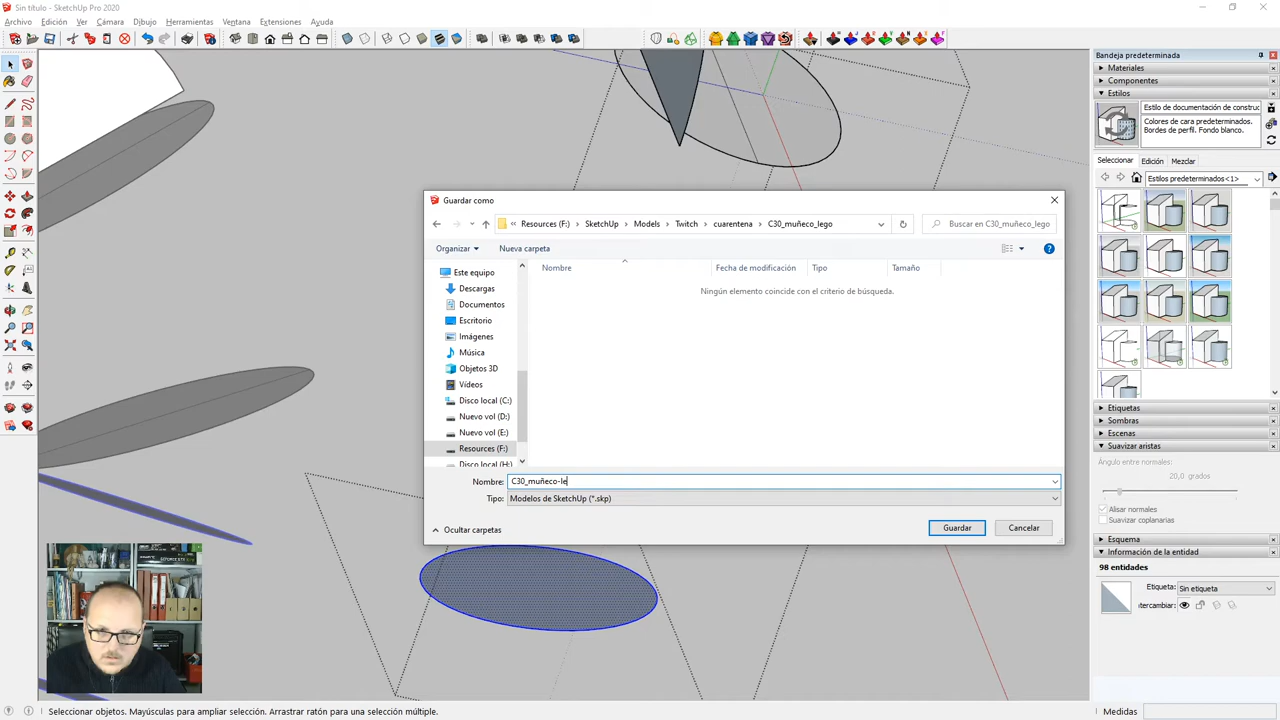 Sin título - SketchUp Pro 2020
Archivo Edición Ver Cámara Dibujo Herramientas Ventana Extensiones Ayuda
Bandeja predeterminada
Materiales
Componentes
Estilos
Estilo de documentación de construc
Colores de cara predeterminados.
Bordes de perfil. Fondo blanco.
Seleccionar Edición Mezclar
Estilos predeterminados<1>
Guardar como
« Resources (F:) > SketchUp > Models > Twitch > cuarentena > C30_muñeco_lego
Buscar en C30_muñeco_lego
Organizar Nueva carpeta
Este equipo
Descargas
Documentos
Escritorio
Imágenes
Música
Objetos 3D
Vídeos
Disco local (C:)
Nuevo vol (D:)
Nuevo vol (E:)
Resources (F:)
Disco local (H:)
Nombre Fecha de modificación Tipo Tamaño
Ningún elemento coincide con el criterio de búsqueda.
Nombre: C30_muñeco-le
Tipo: Modelos de SketchUp (*.skp)
Ocultar carpetas Guardar Cancelar
Etiquetas
Sombras
Escenas
Suavizar aristas
Ángulo entre normales: 20,0 grados
Alisar normales
Suavizar coplanarias
Esquema
Información de la entidad
98 entidades
Etiqueta: Sin etiqueta
intercambiar:
Seleccionar objetos. Mayúsculas para ampliar selección. Arrastrar ratón para una selección múltiple.
Medidas